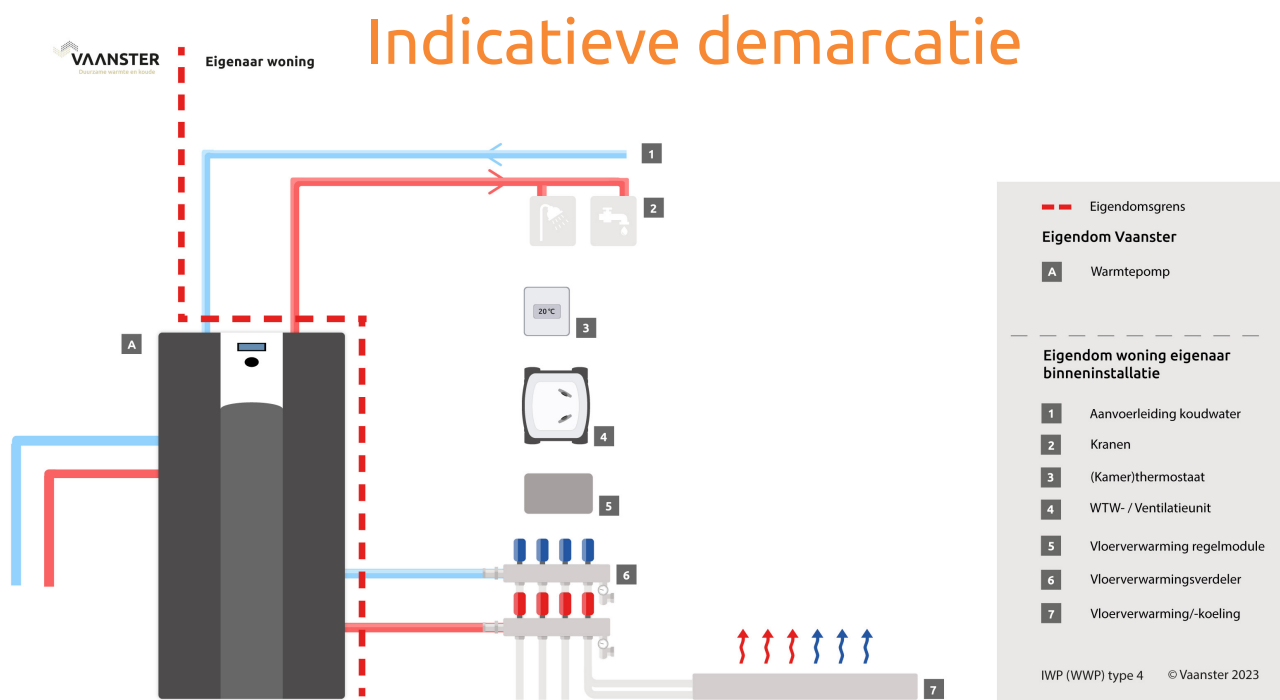 Indicatieve demarcatie
VAANSTER
Duurzame warmte en koude
Eigenaar woning
1
2
20°C
3
A
4
5
6
7
Eigendomsgrens
Eigendom Vaanster
A Warmtepomp
Eigendom woning eigenaar
binneninstallatie
1 Aanvoerleiding koudwater
2 Kranen
3 (Kamer)thermostaat
4 WTW- / Ventilatieunit
5 Vloerverwarming regelmodule
6 Vloerverwarmingsverdeler
7 Vloerverwarming/-koeling
IWP (WWP) type 4 © Vaanster 2023